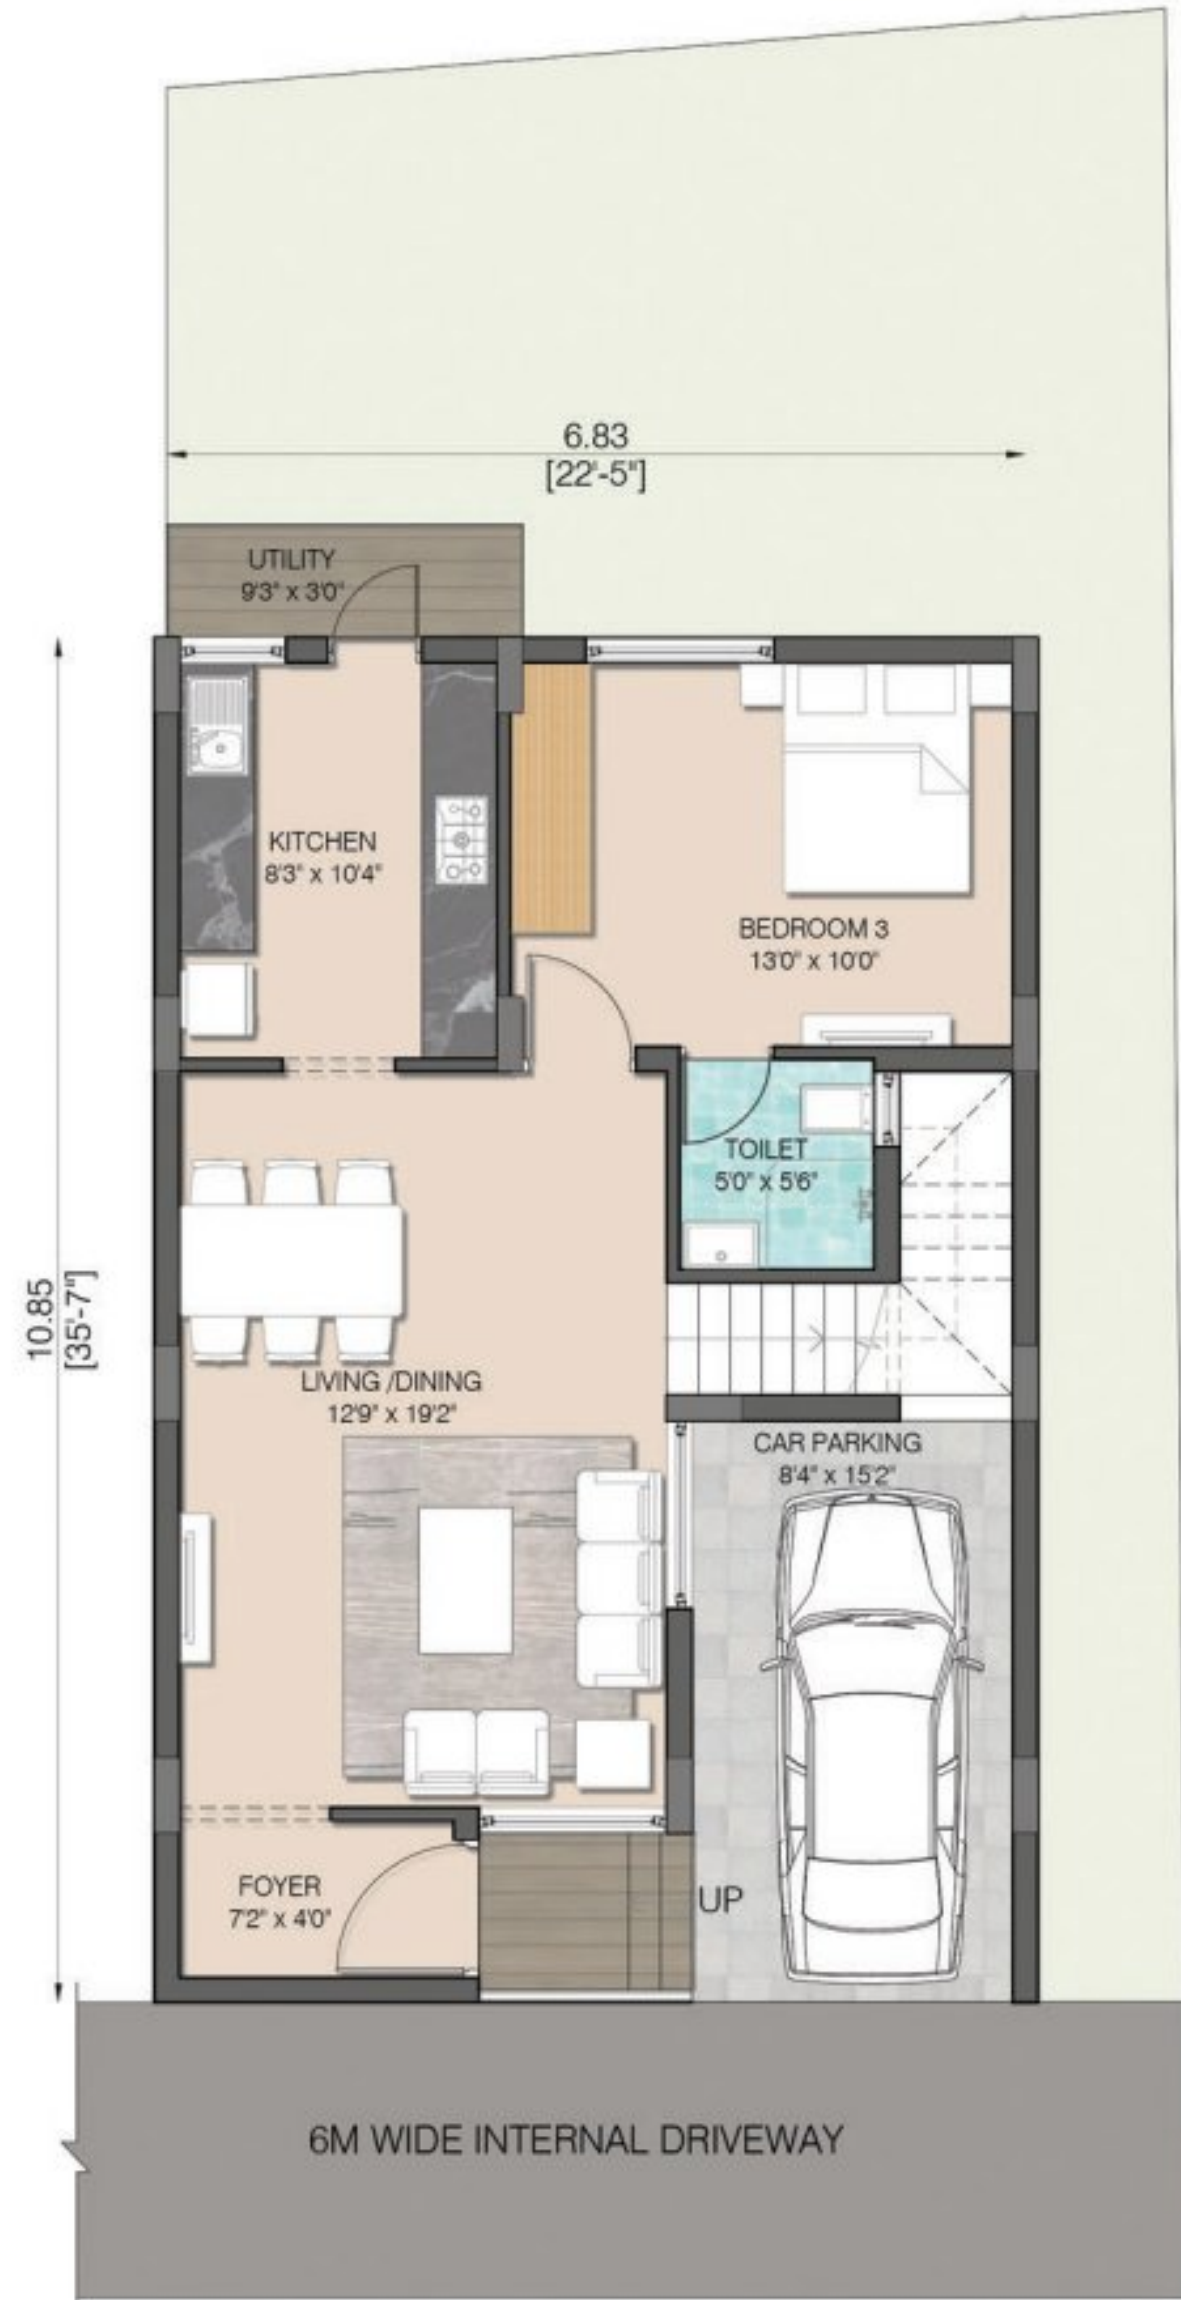 6.83
[22'-5"]
UTILITY
9'3" x 3'0"
KITCHEN
8'3" x 10'4"
BEDROOM 3
13'0" x 10'0"
TOILET
5'0" x 5'6"
10.85
[35'-7"]
LIVING /DINING
12'9" x 19'2"
CAR PARKING
8'4" x 15'2"
FOYER
7'2" x 4'0"
UP
6M WIDE INTERNAL DRIVEWAY